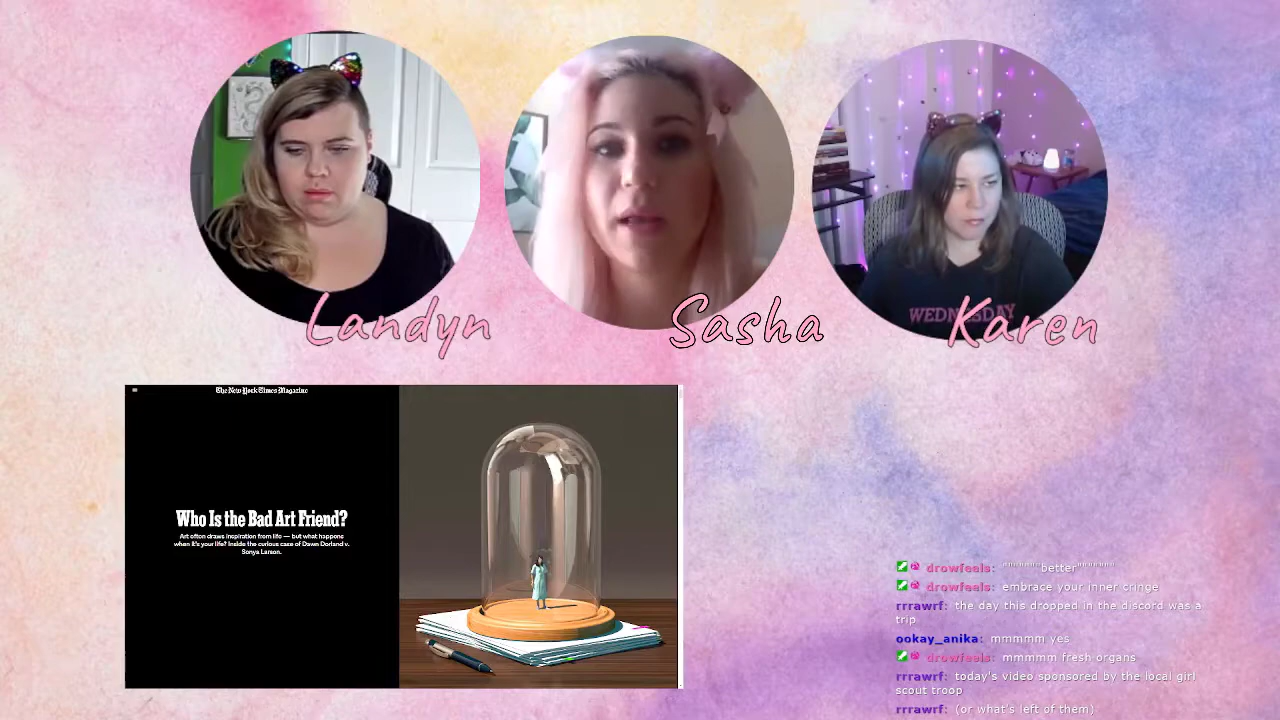 Landyn
Sasha
WEDNESDAY
Karen
The New York Times Magazine
Who Is the Bad Art Friend?
Art often draws inspiration from life — but what happens
when it's your life? Inside the curious case of Dawn Dorland v.
Sonya Larson.
drowfeels: """""""better"""""""
drowfeels: embrace your inner cringe
rrrawrf: the day this dropped in the discord was a
trip
ookay_anika: mmmmm yes
drowfeels: mmmmm fresh organs
rrrawrf: today's video sponsored by the local girl
scout troop
rrrawrf: (or what's left of them)